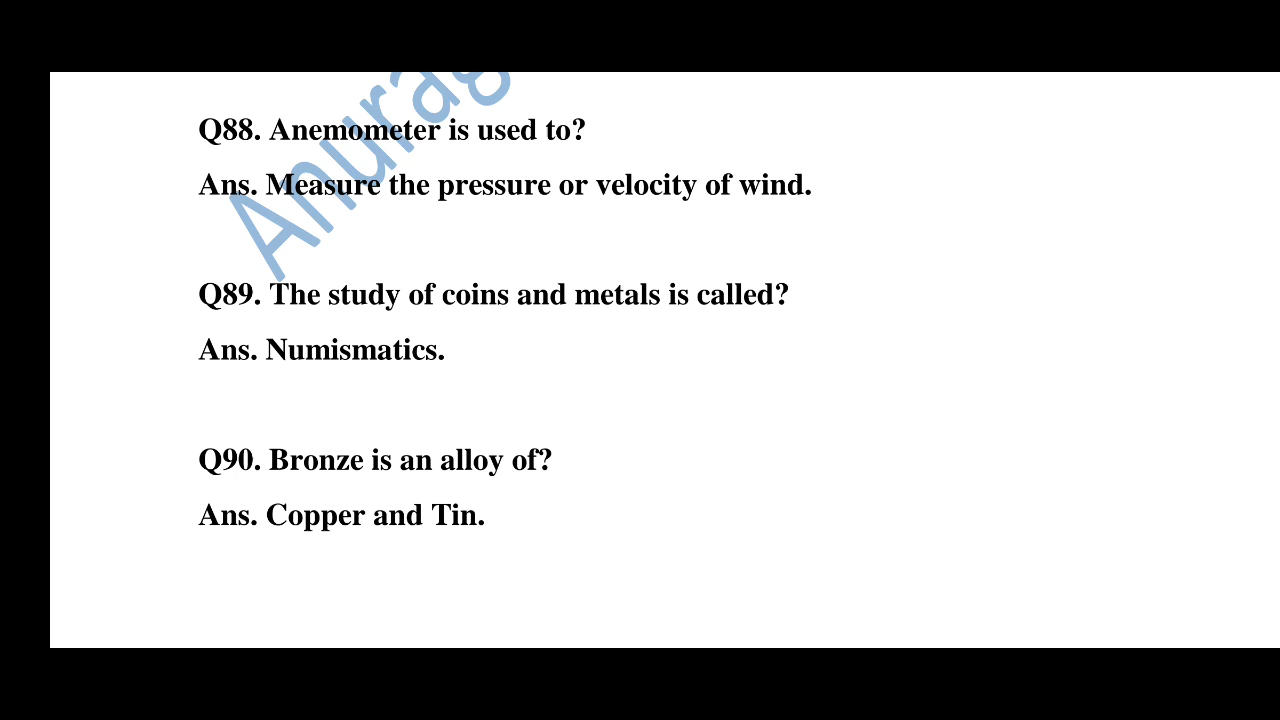 Q88. Anemometer is used to?
Ans. Measure the pressure or velocity of wind.
Q89. The study of coins and metals is called?
Ans. Numismatics.
Q90. Bronze is an alloy of?
Ans. Copper and Tin.
Anurag